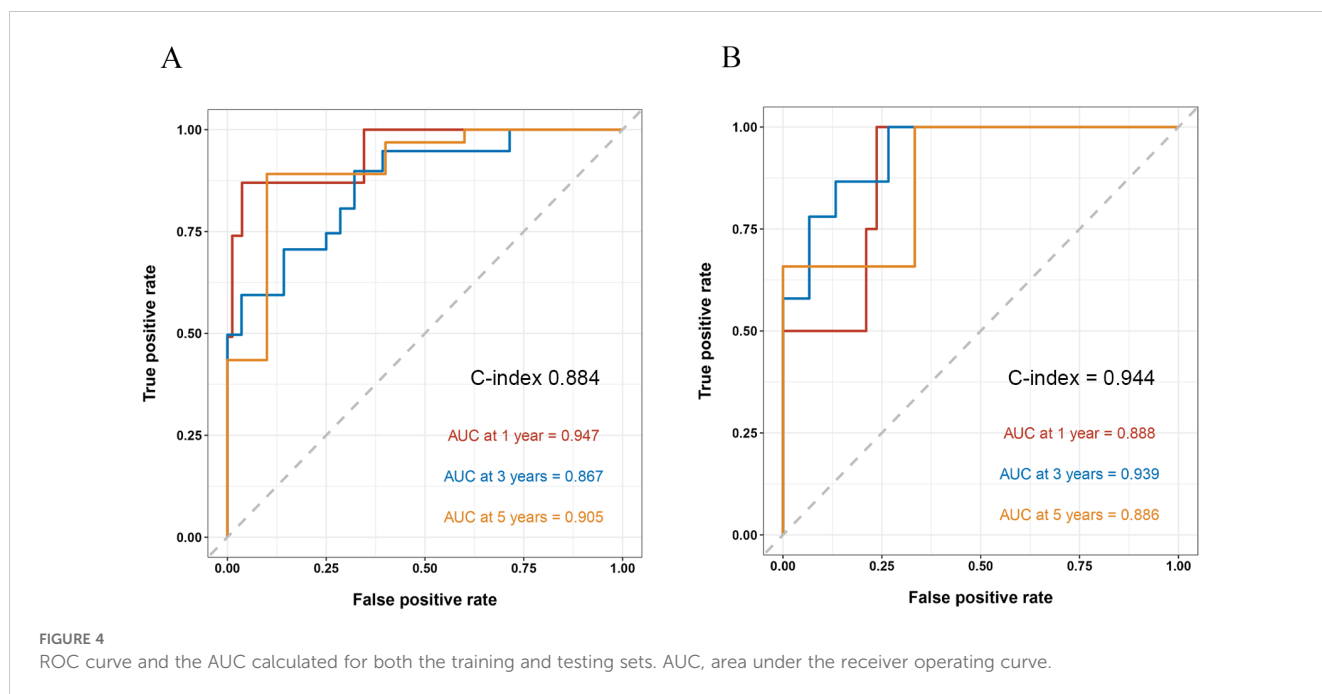 A
1.00
0.75
0.50
0.25
0.00
True positive rate
C-index 0.884
AUC at 1 year = 0.947
AUC at 3 years = 0.867
AUC at 5 years = 0.905
0.00 0.25 0.50 0.75 1.00
False positive rate
B
1.00
0.75
0.50
0.25
0.00
True positive rate
C-index = 0.944
AUC at 1 year = 0.888
AUC at 3 years = 0.939
AUC at 5 years = 0.886
0.00 0.25 0.50 0.75 1.00
False positive rate
FIGURE 4
ROC curve and the AUC calculated for both the training and testing sets. AUC, area under the receiver operating curve.